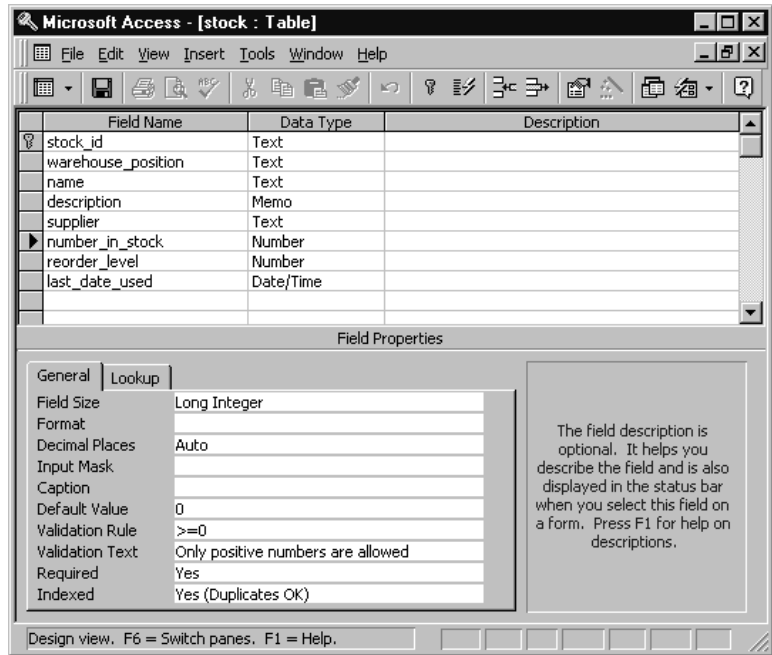 Microsoft Access - [stock : Table]
File Edit View Insert Tools Window Help
Field Name Data Type Description
stock_id Text
warehouse_position Text
name Text
description Memo
supplier Text
number_in_stock Number
reorder_level Number
last_date_used Date/Time
Field Properties
General Lookup
Field Size Long Integer
Format
Decimal Places Auto
Input Mask
Caption
Default Value 0
Validation Rule >=0
Validation Text Only positive numbers are allowed
Required Yes
Indexed Yes (Duplicates OK)
The field description is
optional. It helps you
describe the field and is also
displayed in the status bar
when you select this field on
a form. Press F1 for help on
descriptions.
Design view. F6 = Switch panes. F1 = Help.